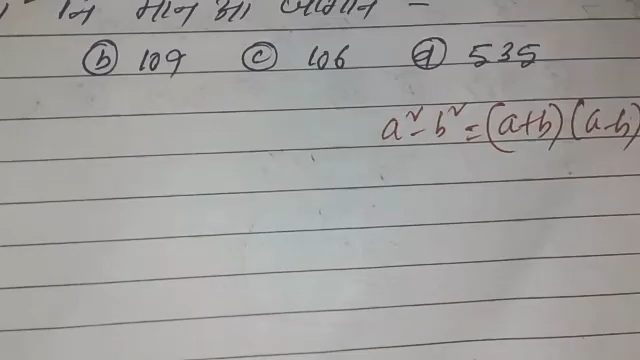 मान
ⓑ 109 ⓒ 106 ⓓ 535
a² - b² = (a+b) (a-b)